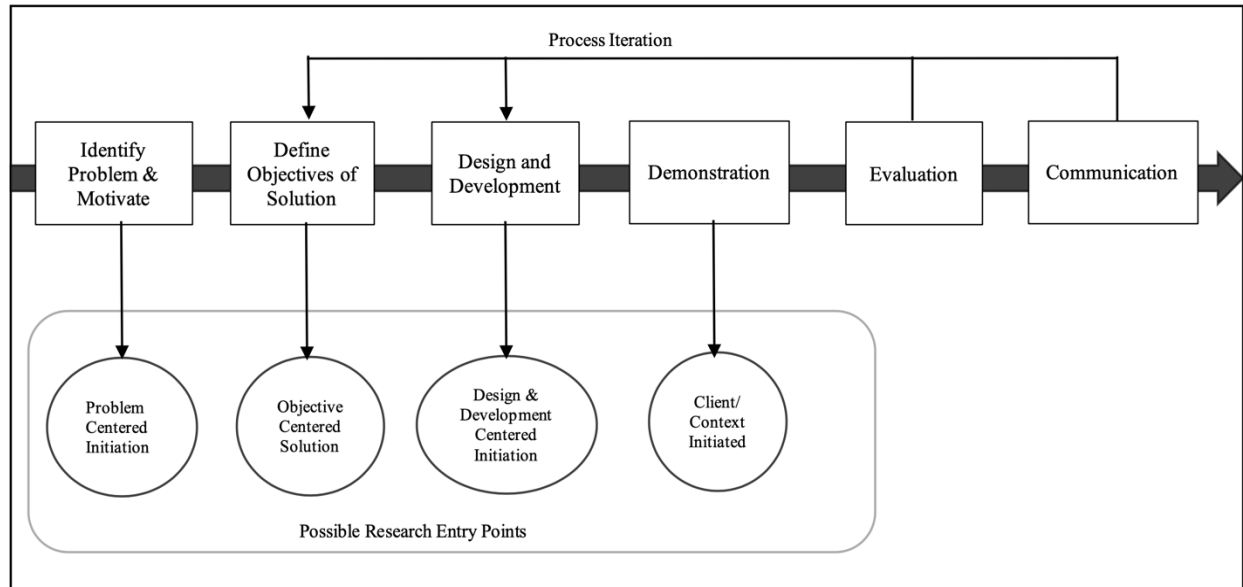 Process Iteration
Identify
Problem &
Motivate
Define
Objectives of
Solution
Design and
Development
Demonstration
Evaluation
Communication
Problem
Centered
Initiation
Objective
Centered
Solution
Design &
Development
Centered
Initiation
Client/
Context
Initiated
Possible Research Entry Points